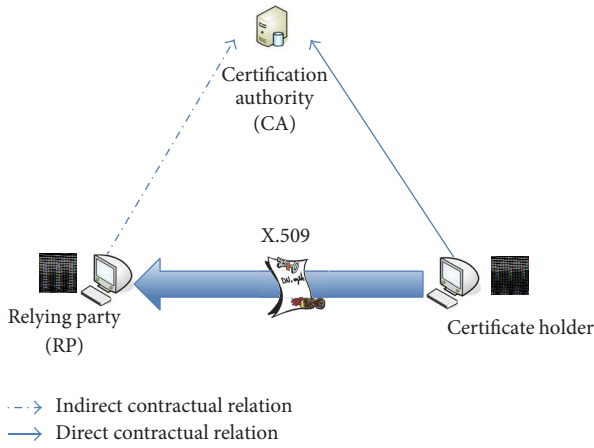 Certification
authority
(CA)
X.509
Relying party
(RP)
Certificate holder
Indirect contractual relation
Direct contractual relation